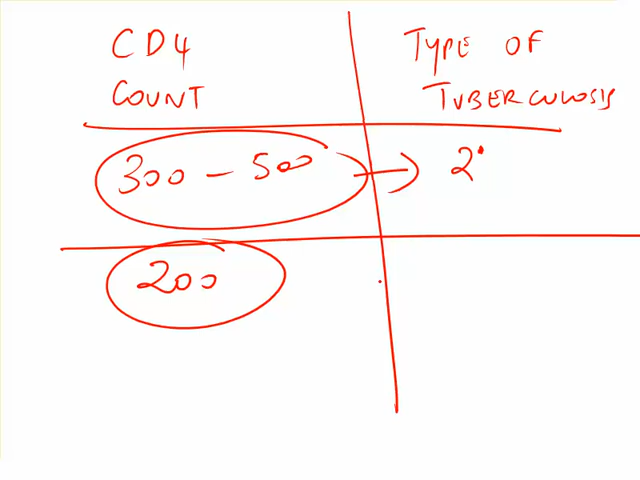 CD4
COUNT
TYPE OF
TUBERCULOSIS
300 - 500 → 2°
200